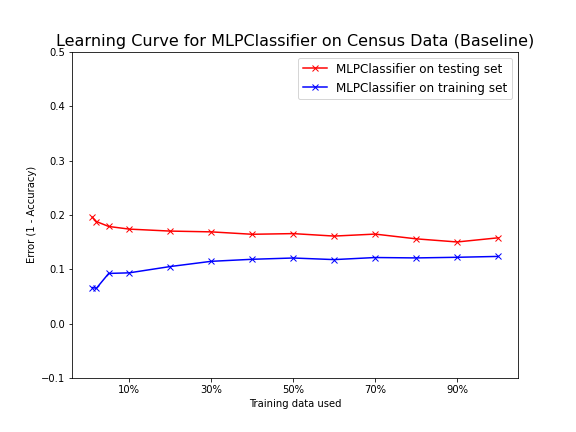 Learning Curve for MLPClassifier on Census Data (Baseline)
MLPClassifier on testing set
MLPClassifier on training set
Error (1 - Accuracy)
0.5
0.4
0.3
0.2
0.1
0.0
−0.1
10% 30% 50% 70% 90%
Training data used